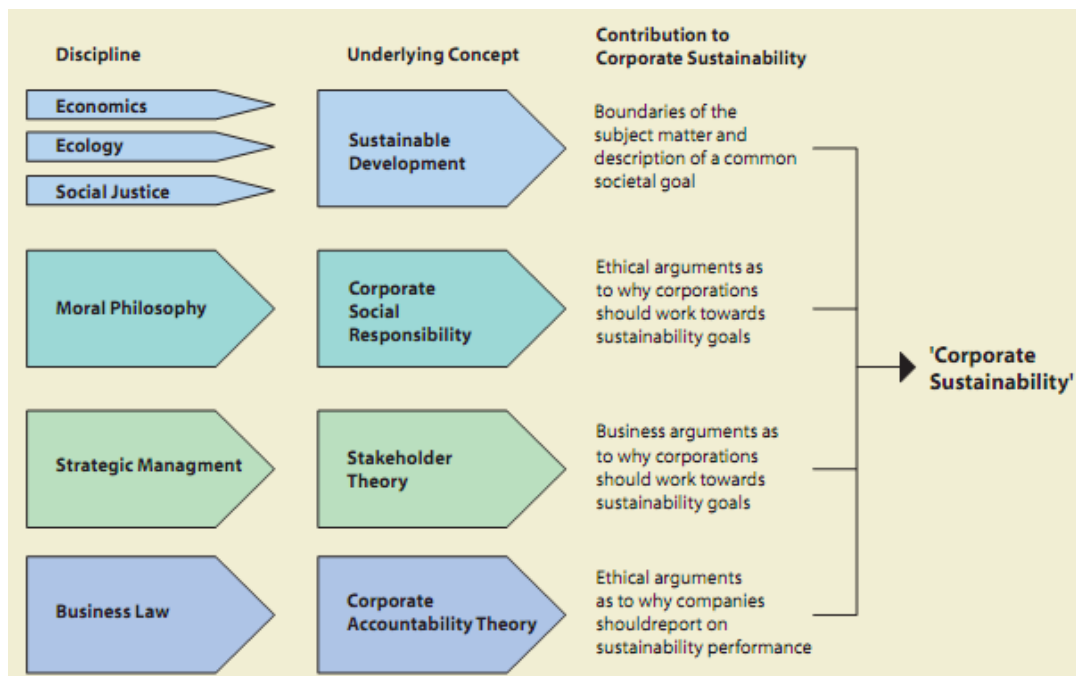 Discipline
Underlying Concept
Contribution to
Corporate Sustainability
Economics
Ecology
Social Justice
Sustainable
Development
Boundaries of the
subject matter and
description of a common
societal goal
Moral Philosophy
Corporate
Social
Responsibility
Ethical arguments as
to why corporations
should work towards
sustainability goals
'Corporate
Sustainability'
Strategic Managment
Stakeholder
Theory
Business arguments as
to why corporations
should work towards
sustainability goals
Business Law
Corporate
Accountability Theory
Ethical arguments
as to why companies
shouldreport on
sustainability performance